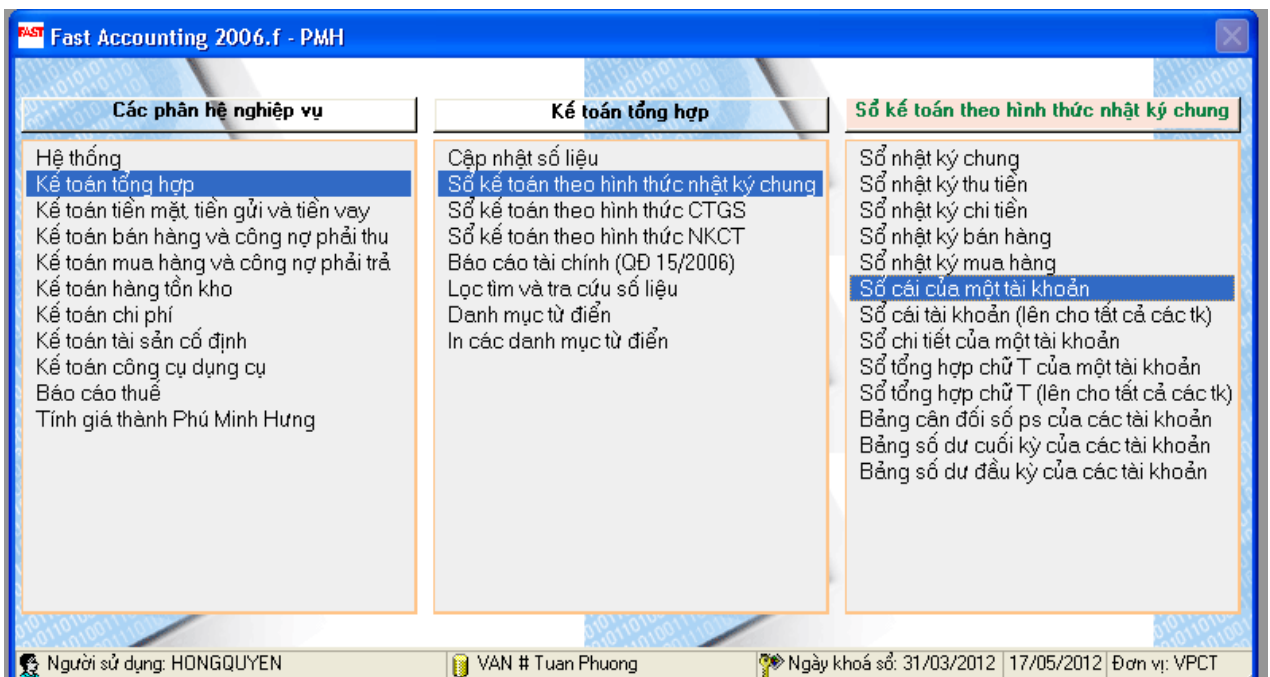 FAST Fast Accounting 2006.f - PMH
Các phân hệ nghiệp vụ
Hệ thống
Kế toán tổng hợp
Kế toán tiền mặt, tiền gửi và tiền vay
Kế toán bán hàng và công nợ phải thu
Kế toán mua hàng và công nợ phải trả
Kế toán hàng tồn kho
Kế toán chi phí
Kế toán tài sản cố định
Kế toán công cụ dụng cụ
Báo cáo thuế
Tính giá thành Phú Minh Hưng
Kế toán tổng hợp
Cập nhật số liệu
Sổ kế toán theo hình thức nhật ký chung
Sổ kế toán theo hình thức CTGS
Sổ kế toán theo hình thức NKCT
Báo cáo tài chính (QĐ 15/2006)
Lọc tìm và tra cứu số liệu
Danh mục từ điển
In các danh mục từ điển
Sổ kế toán theo hình thức nhật ký chung
Sổ nhật ký chung
Sổ nhật ký thu tiền
Sổ nhật ký chi tiền
Sổ nhật ký bán hàng
Sổ nhật ký mua hàng
Sổ cái của một tài khoản
Sổ cái tài khoản (lên cho tất cả các tk)
Sổ chi tiết của một tài khoản
Sổ tổng hợp chữ T của một tài khoản
Sổ tổng hợp chữ T (lên cho tất cả các tk)
Bảng cân đối số ps của các tài khoản
Bảng số dư cuối kỳ của các tài khoản
Bảng số dư đầu kỳ của các tài khoản
Người sử dụng: HONGQUYEN VAN # Tuan Phuong Ngày khoá sổ: 31/03/2012 17/05/2012 Đơn vị: VPCT